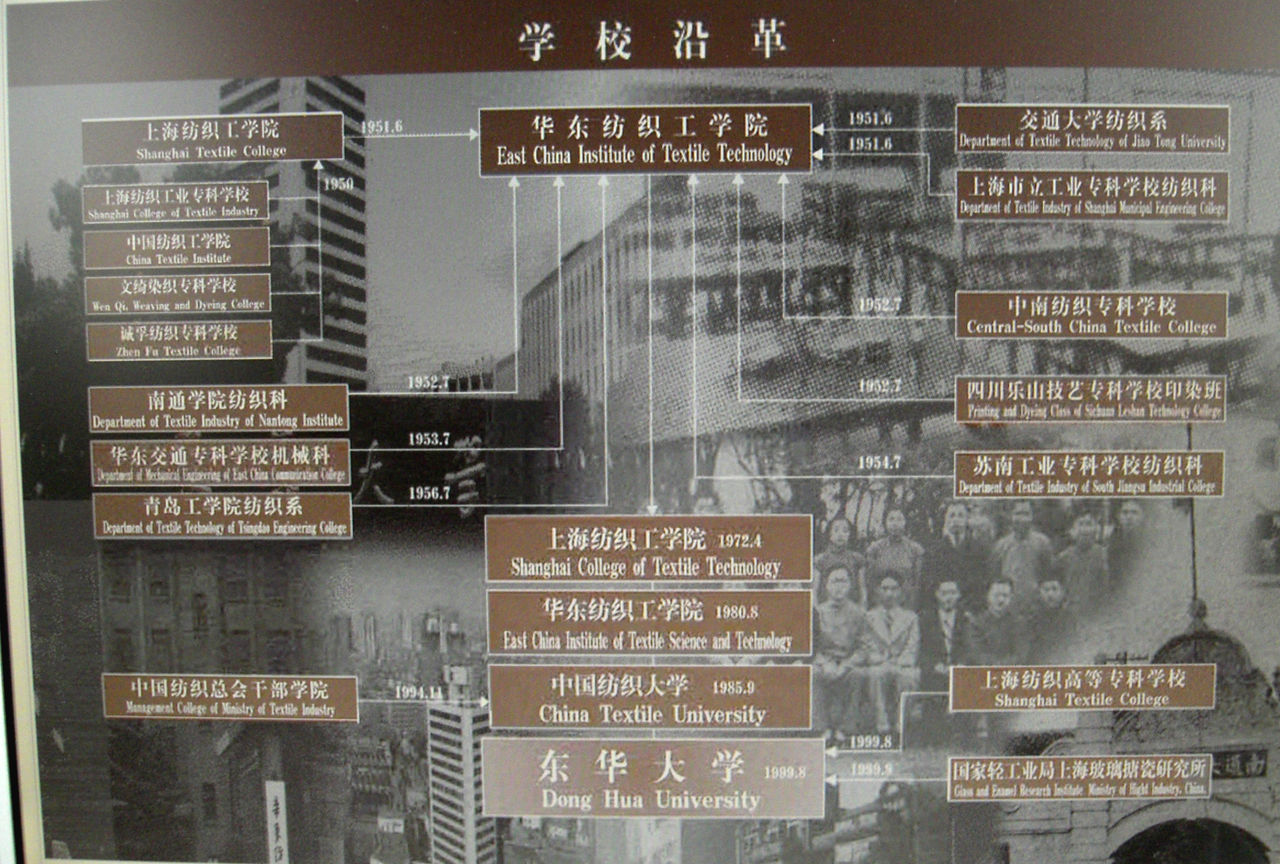 学校沿革
上海纺织工学院
Shanghai Textile College
1951.6
华东纺织工学院
East China Institute of Textile Technology
1951.6
交通大学纺织系
Department of Textile Technology of Jiao Tong University
1951.6
上海市立工业专科学校纺织科
Department of Textile Industry of Shanghai Municipal Engineering College
1950
上海纺织工业专科学校
Shanghai College of Textile Industry
中国纺织工学院
China Textile Institute
文绮染织专科学校
Wen Qi, Weaving and Dyeing College
诚孚纺织专科学校
Zhen Fu Textile College
1952.7
中南纺织专科学校
Central-South China Textile College
南通学院纺织科
Department of Textile Industry of Nantong Institute
1952.7
1952.7
四川乐山技艺专科学校印染班
Printing and Dyeing Class of Sichuan Leshan Technology College
华东交通专科学校机械科
Department of Mechanical Engineering of East China Communication College
1953.7
1954.7
苏南工业专科学校纺织科
Department of Textile Industry of South Jiangsu Industrial College
青岛工学院纺织系
Department of Textile Technology of Tsingdao Engineering College
1956.7
上海纺织工学院 1972.4
Shanghai College of Textile Technology
华东纺织工学院 1980.8
East China Institute of Textile Science and Technology
中国纺织总会干部学院
Management College of Ministry of Textile Industry
1994.11
中国纺织大学 1985.9
China Textile University
上海纺织高等专科学校
Shanghai Textile College
1999.8
东华大学 1999.8
Dong Hua University
1999.9
国家轻工业局上海玻璃搪瓷研究所
Glass and Enamel Research Institute Ministry of Hight Industry, China.
南通大